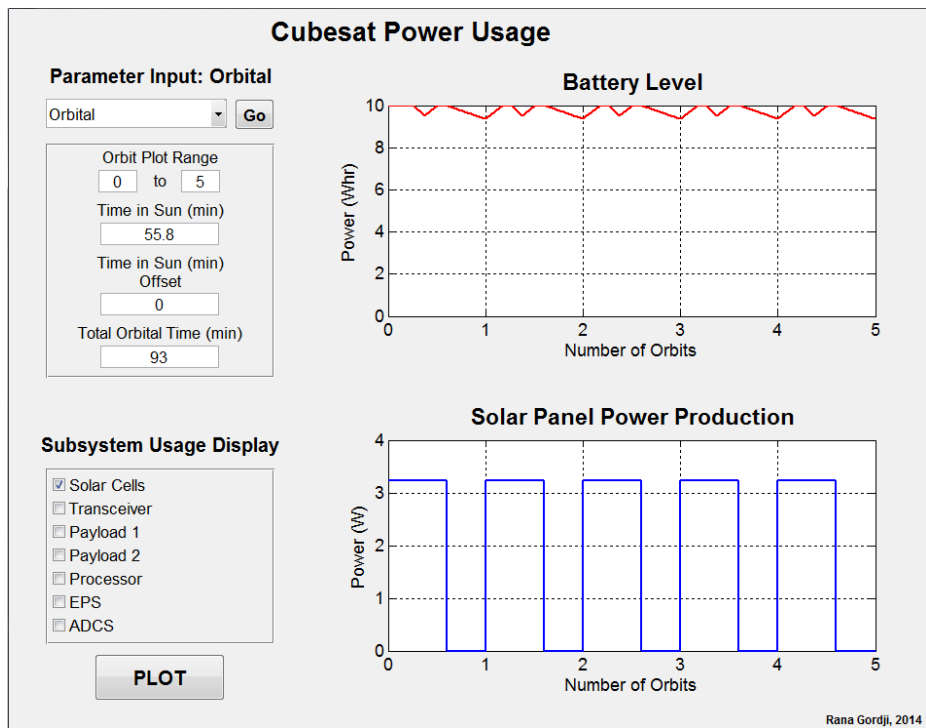 Cubesat Power Usage
Parameter Input: Orbital
Orbital
Go
Orbit Plot Range
0 to 5
Time in Sun (min)
55.8
Time in Sun (min)
Offset
0
Total Orbital Time (min)
93
Battery Level
Power (Whr)
10
8
6
4
2
0
0 1 2 3 4 5
Number of Orbits
Subsystem Usage Display
Solar Cells
Transceiver
Payload 1
Payload 2
Processor
EPS
ADCS
PLOT
Solar Panel Power Production
Power (W)
4
3
2
1
0
0 1 2 3 4 5
Number of Orbits
Rana Gordji, 2014